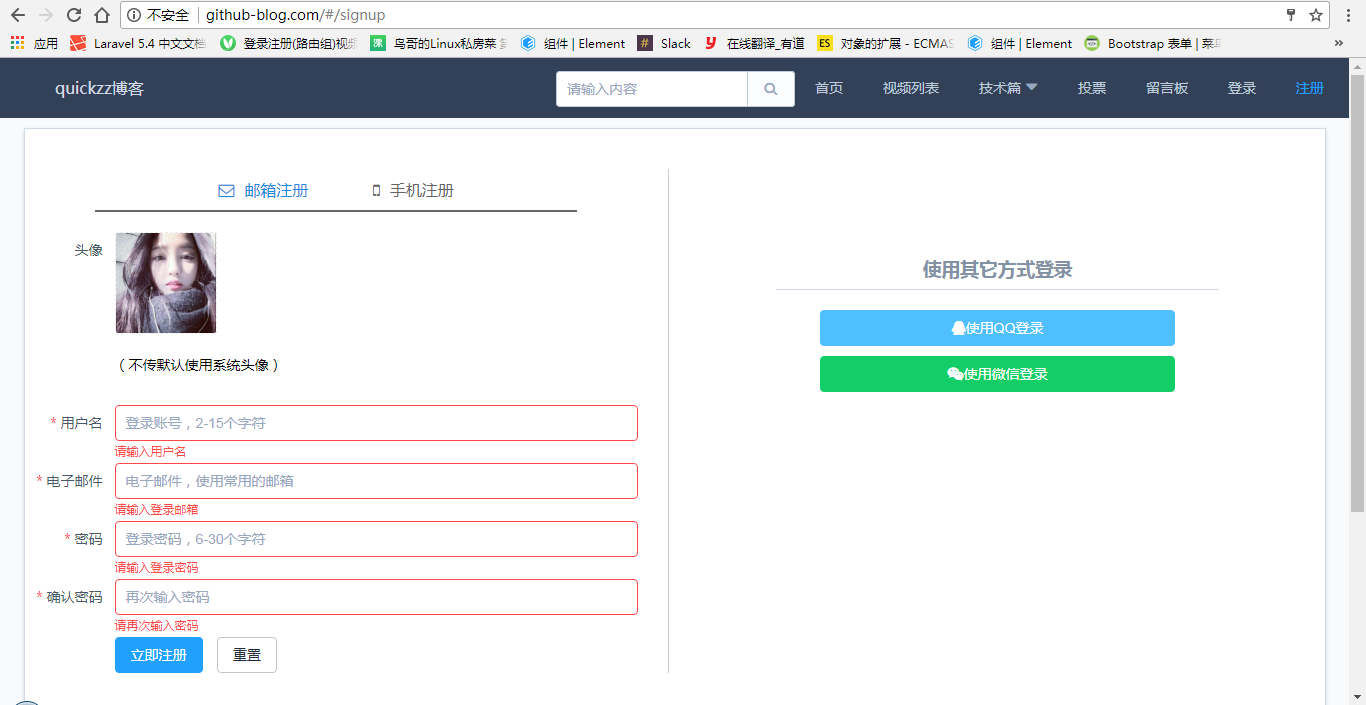 不安全 github-blog.com/#/signup
应用 Laravel 5.4 中文文档 登录注册(路由组)视频 鸟哥的Linux私房菜 组件 | Element Slack 在线翻译_有道 对象的扩展 - ECMAS 组件 | Element Bootstrap 表单 | 菜鸟 »
quickzz博客 请输入内容 首页 视频列表 技术篇 投票 留言板 登录 注册
邮箱注册 手机注册
头像
(不传默认使用系统头像)
* 用户名 登录账号，2-15个字符
请输入用户名
* 电子邮件 电子邮件，使用常用的邮箱
请输入登录邮箱
* 密码 登录密码，6-30个字符
请输入登录密码
* 确认密码 再次输入密码
请再次输入密码
立即注册 重置
使用其它方式登录
使用QQ登录
使用微信登录